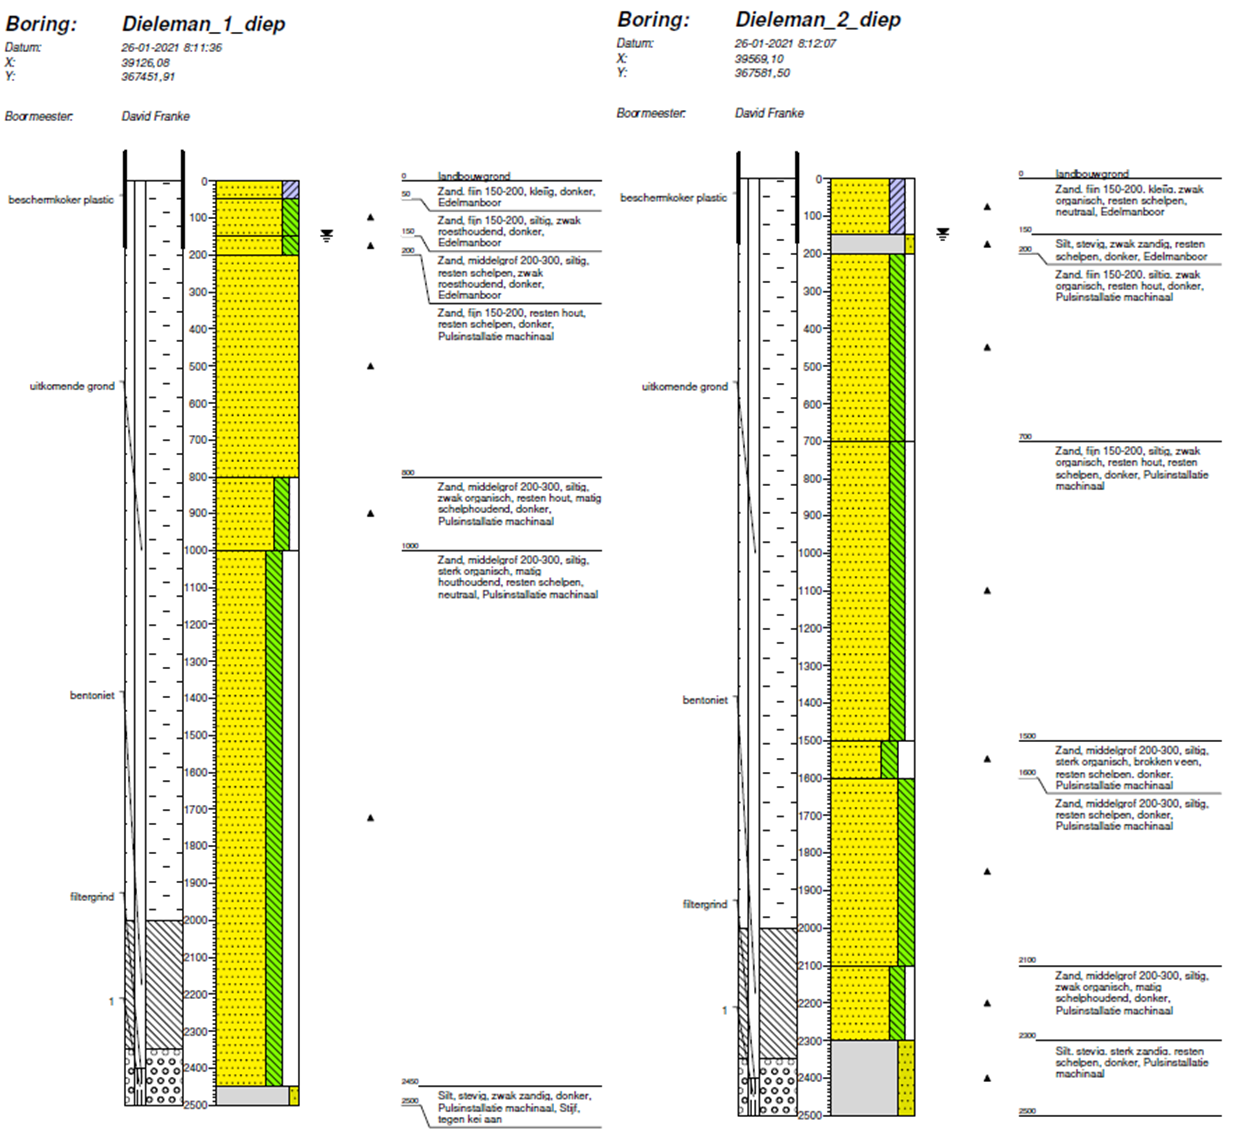 Boring: Dieleman_1_diep
Datum: 26-01-2021 8:11:36
X: 39126,08
Y: 367451,91
Boormeester: David Franke
beschermkoker plastic
uitkomende grond
bentoniet
filtergrind
1
0
100
200
300
400
500
600
700
800
900
1000
1100
1200
1300
1400
1500
1600
1700
1800
1900
2000
2100
2200
2300
2400
2500
0 landbouwgrond
Zand, fijn 150-200, kleiïg, donker,
50 Edelmanboor
Zand, fijn 150-200, siltig, zwak
roesthoudend, donker,
150 Edelmanboor
200 Zand, middelgrof 200-300, siltig,
resten schelpen, zwak
roesthoudend, donker,
Edelmanboor
Zand, fijn 150-200, resten hout,
resten schelpen, donker,
Pulsinstallatie machinaal
800
Zand, middelgrof 200-300, siltig,
zwak organisch, resten hout, matig
schelphoudend, donker,
Pulsinstallatie machinaal
1000
Zand, middelgrof 200-300, siltig,
sterk organisch, matig
houthoudend, resten schelpen,
neutraal, Pulsinstallatie machinaal
2450
Silt, stevig, zwak zandig, donker,
2500 Pulsinstallatie machinaal, Stijf,
tegen kei aan
Boring: Dieleman_2_diep
Datum: 26-01-2021 8:12:07
X: 39569,10
Y: 367581,50
Boormeester: David Franke
beschermkoker plastic
uitkomende grond
bentoniet
filtergrind
1
0
100
200
300
400
500
600
700
800
900
1000
1100
1200
1300
1400
1500
1600
1700
1800
1900
2000
2100
2200
2300
2400
2500
0 landbouwgrond
Zand, fijn 150-200, kleiïg, zwak
organisch, resten schelpen,
neutraal, Edelmanboor
150
Silt, stevig, zwak zandig, resten
200 schelpen, donker, Edelmanboor
Zand, fijn 150-200, siltig, zwak
organisch, resten hout, donker,
Pulsinstallatie machinaal
700
Zand, fijn 150-200, siltig, zwak
organisch, resten hout, resten
schelpen, donker, Pulsinstallatie
machinaal
1500
Zand, middelgrof 200-300, siltig,
sterk organisch, brokken veen,
resten schelpen, donker,
1600 Pulsinstallatie machinaal
Zand, middelgrof 200-300, siltig,
resten schelpen, donker,
Pulsinstallatie machinaal
2100
Zand, middelgrof 200-300, siltig,
zwak organisch, matig
schelphoudend, donker,
Pulsinstallatie machinaal
2300
Silt, stevig, sterk zandig, resten
schelpen, donker, Pulsinstallatie
machinaal
2500